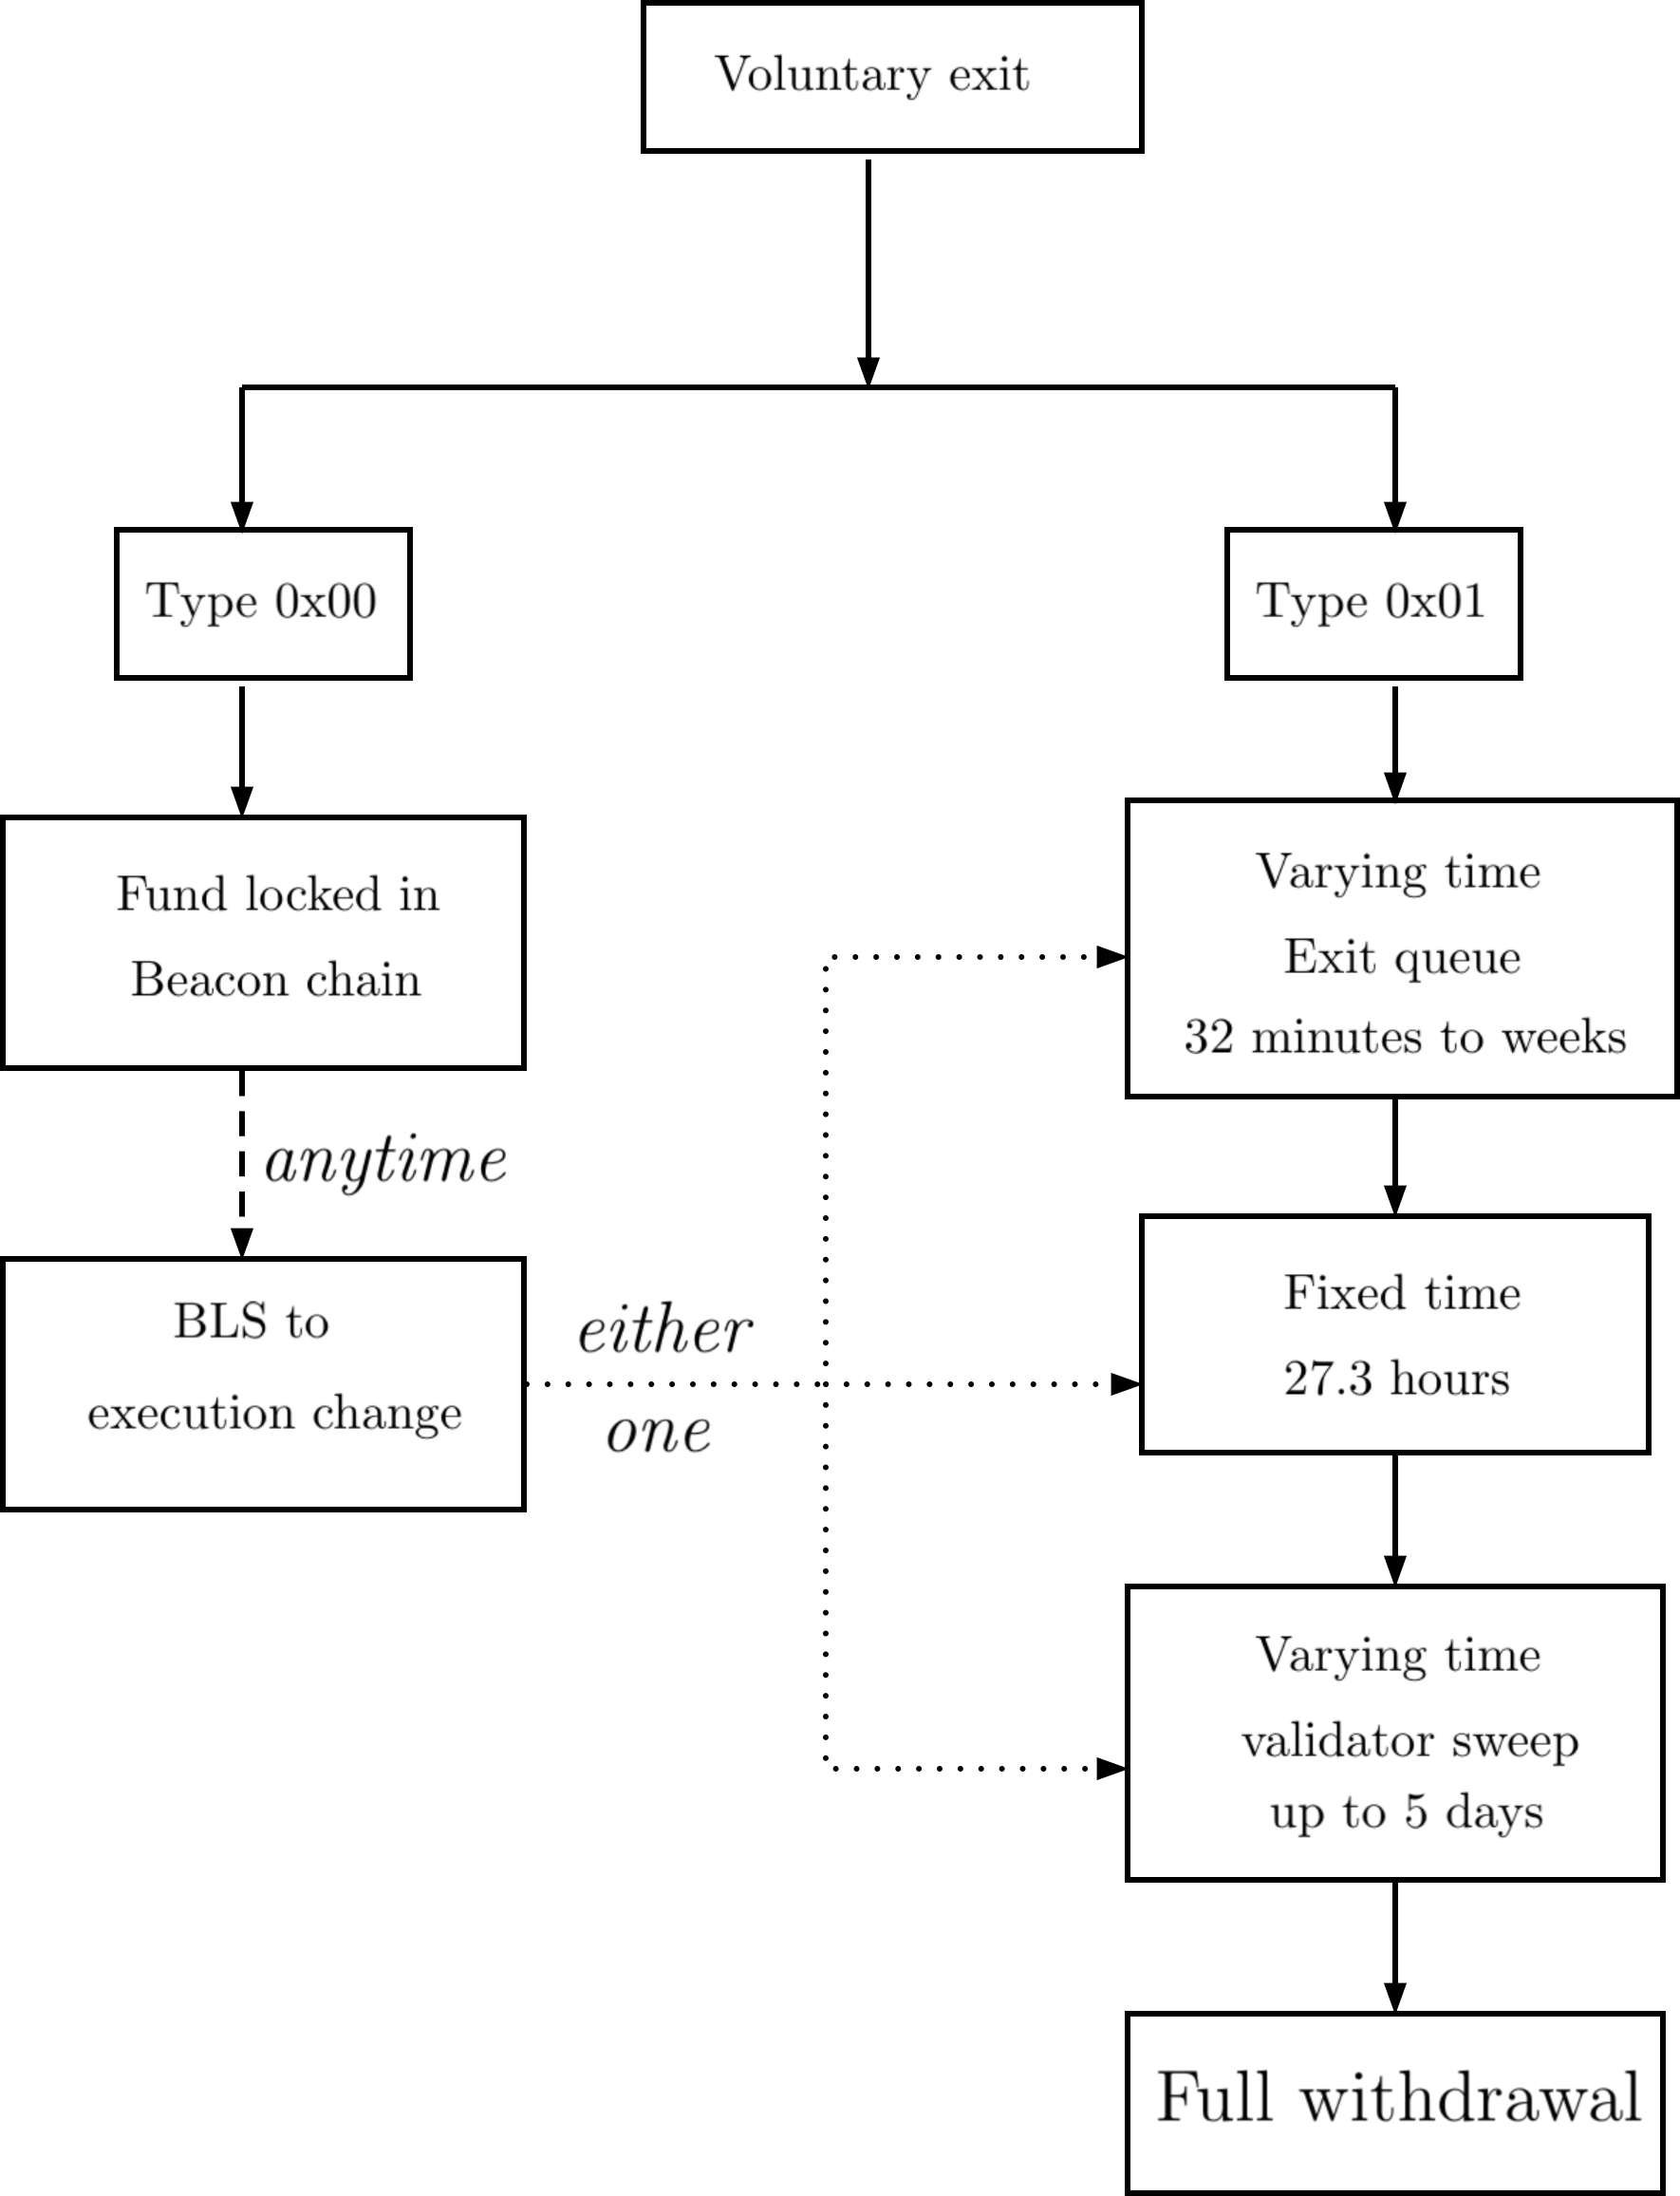 Voluntary exit
Type 0x00
Type 0x01
Fund locked in
Beacon chain
Varying time
Exit queue
32 minutes to weeks
anytime
BLS to
execution change
either
one
Fixed time
27.3 hours
Varying time
validator sweep
up to 5 days
Full withdrawal